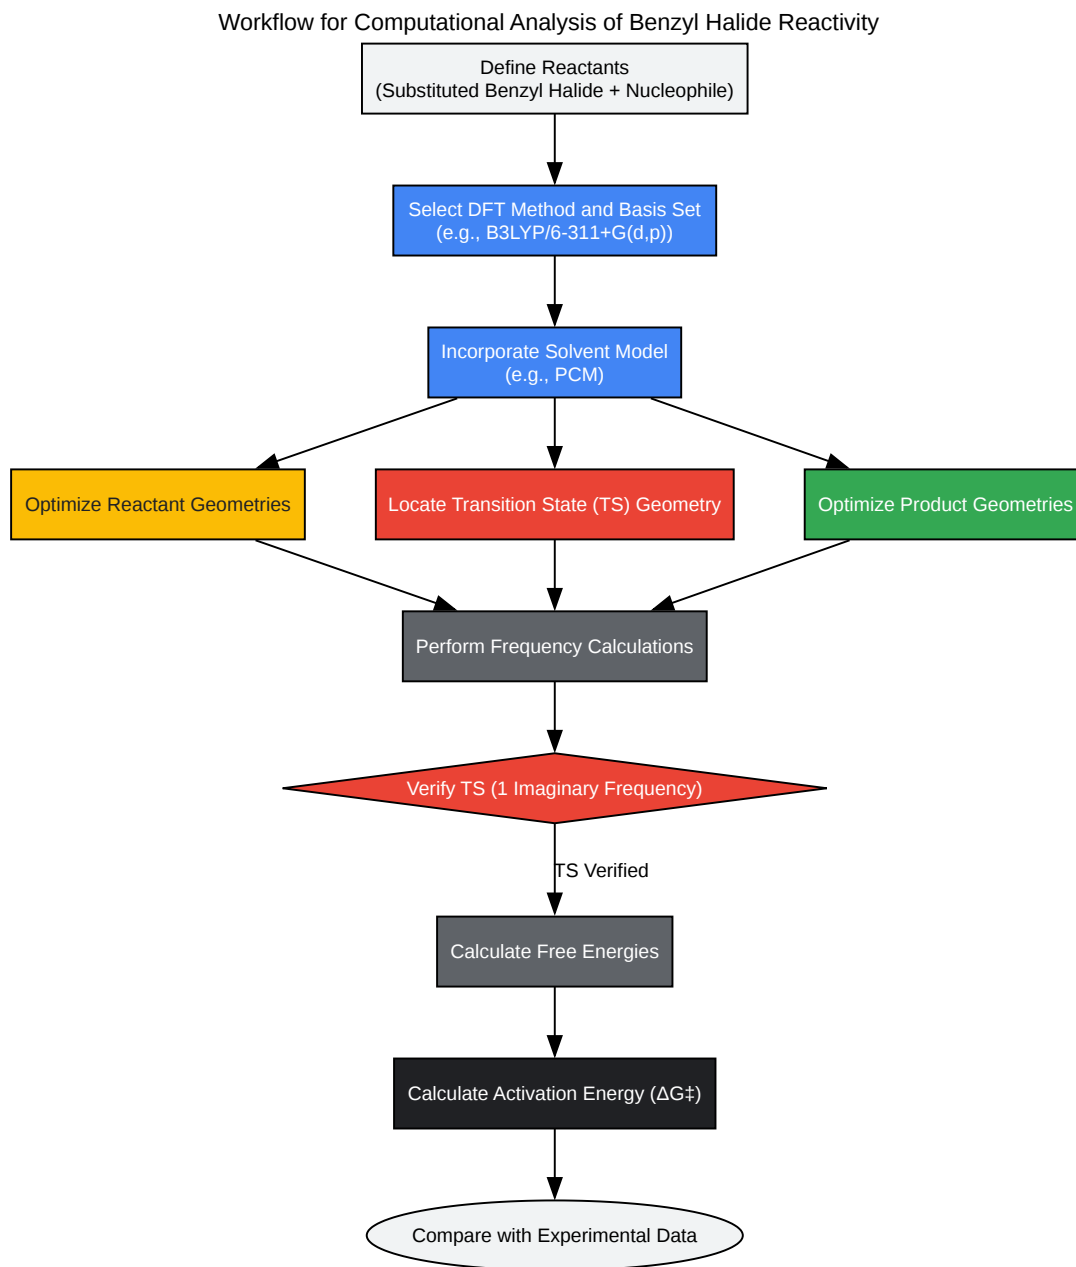 Workflow for Computational Analysis of Benzyl Halide Reactivity
Define Reactants
(Substituted Benzyl Halide + Nucleophile)
Select DFT Method and Basis Set
(e.g., B3LYP/6-311+G(d,p))
Incorporate Solvent Model
(e.g., PCM)
Optimize Reactant Geometries
Locate Transition State (TS) Geometry
Optimize Product Geometries
Perform Frequency Calculations
Verify TS (1 Imaginary Frequency)
TS Verified
Calculate Free Energies
Calculate Activation Energy (ΔG‡)
Compare with Experimental Data